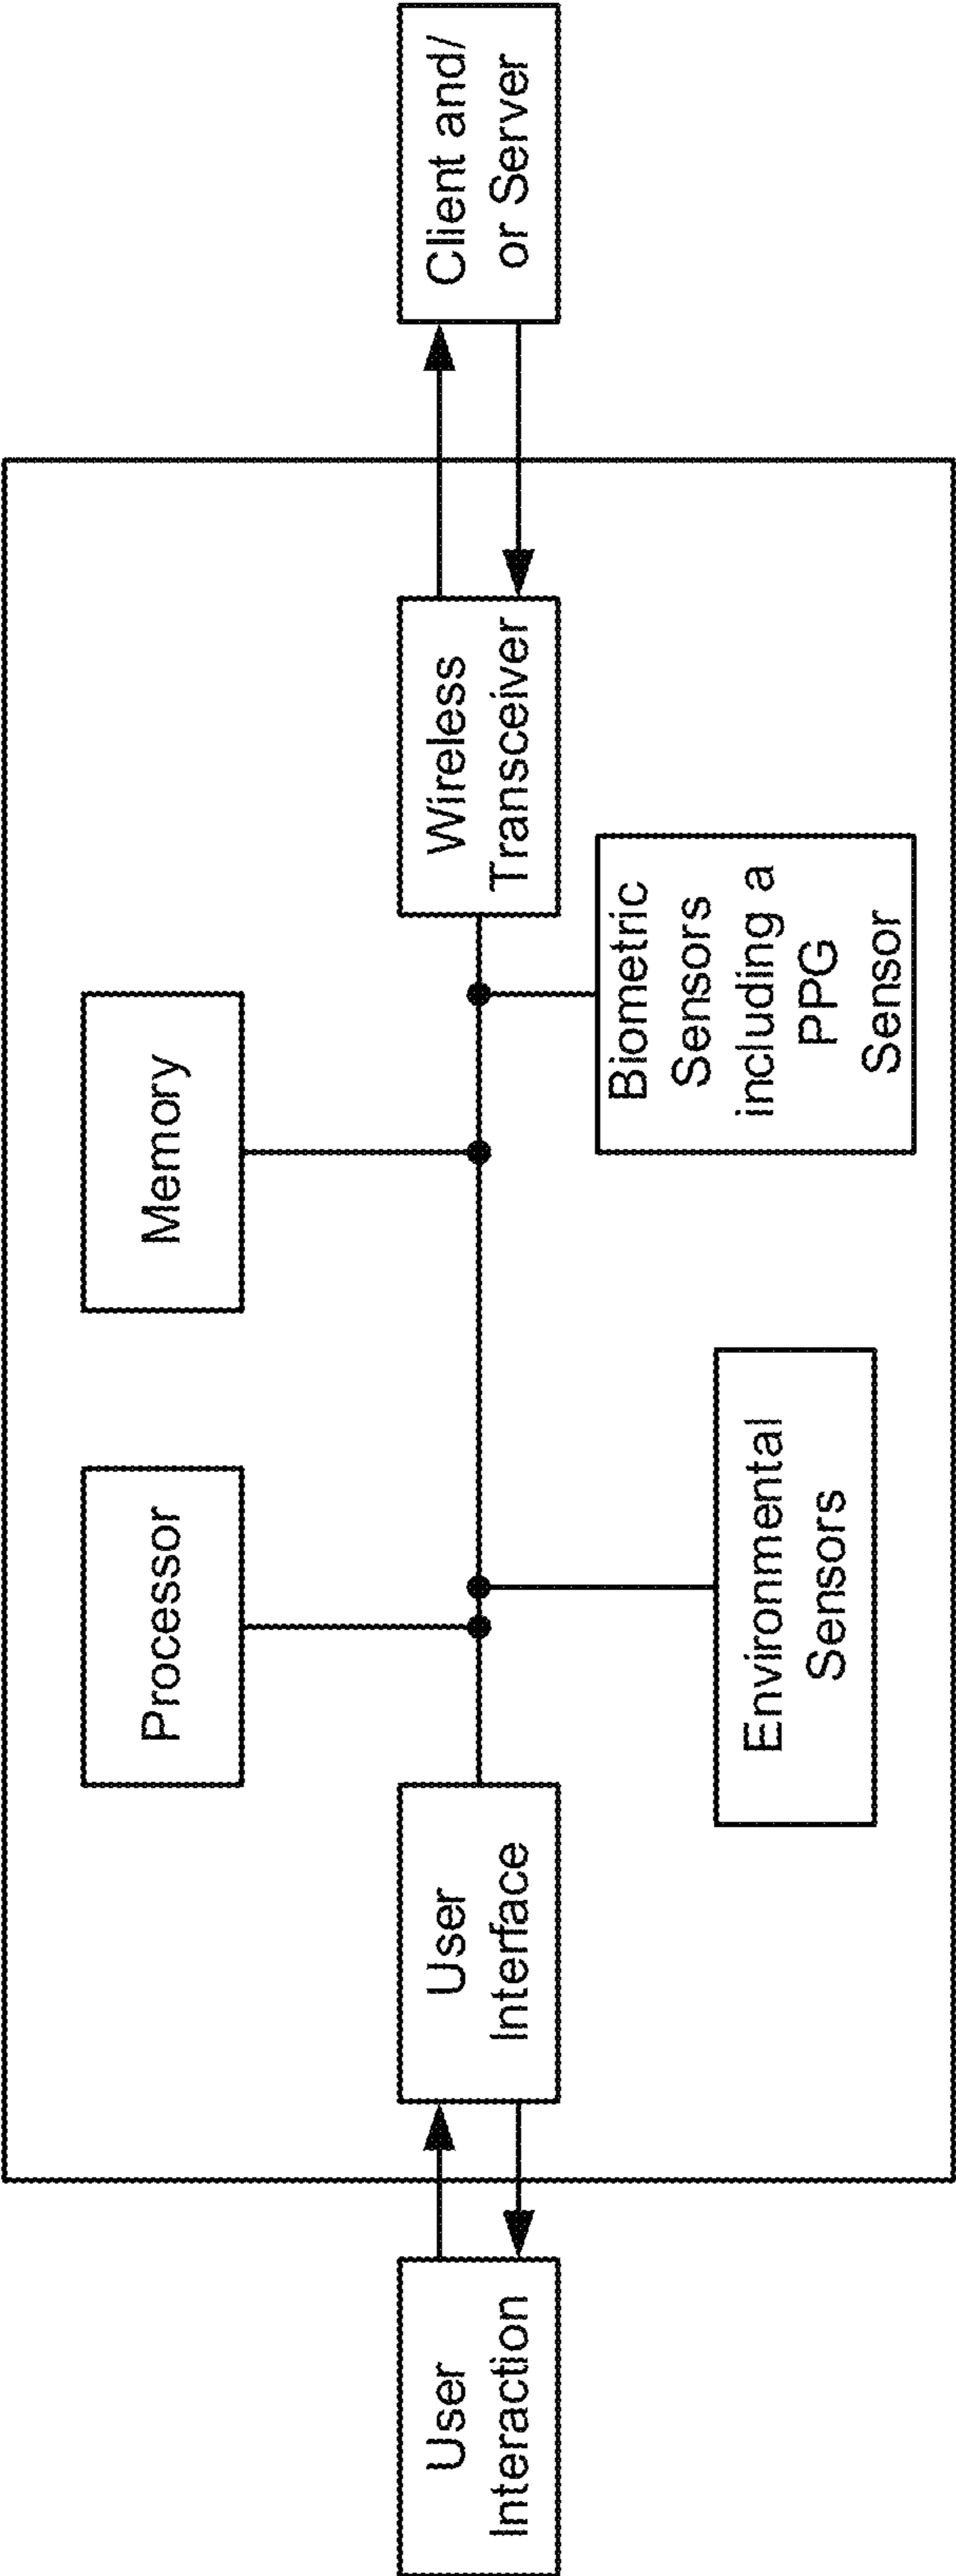 Processor
Memory
User
Interaction
User
Interface
Wireless
Transceiver
Client and/
or Server
Environmental
Sensors
Biometric
Sensors
including a
PPG
Sensor